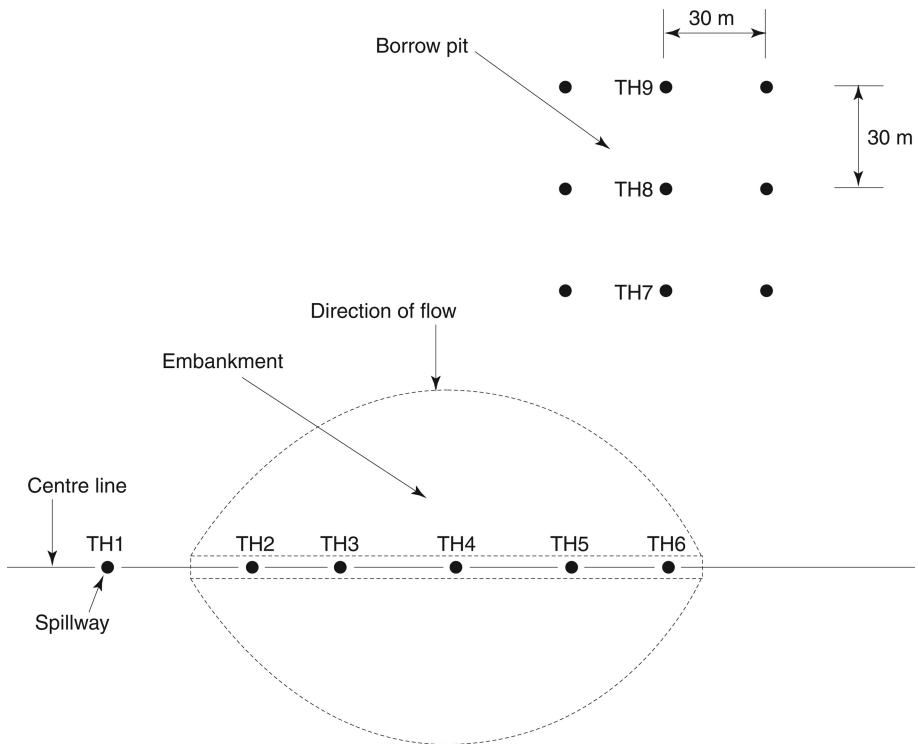 30 m
Borrow pit
TH9
30 m
TH8
TH7
Direction of flow
Embankment
Centre line
TH1 TH2 TH3 TH4 TH5 TH6
Spillway